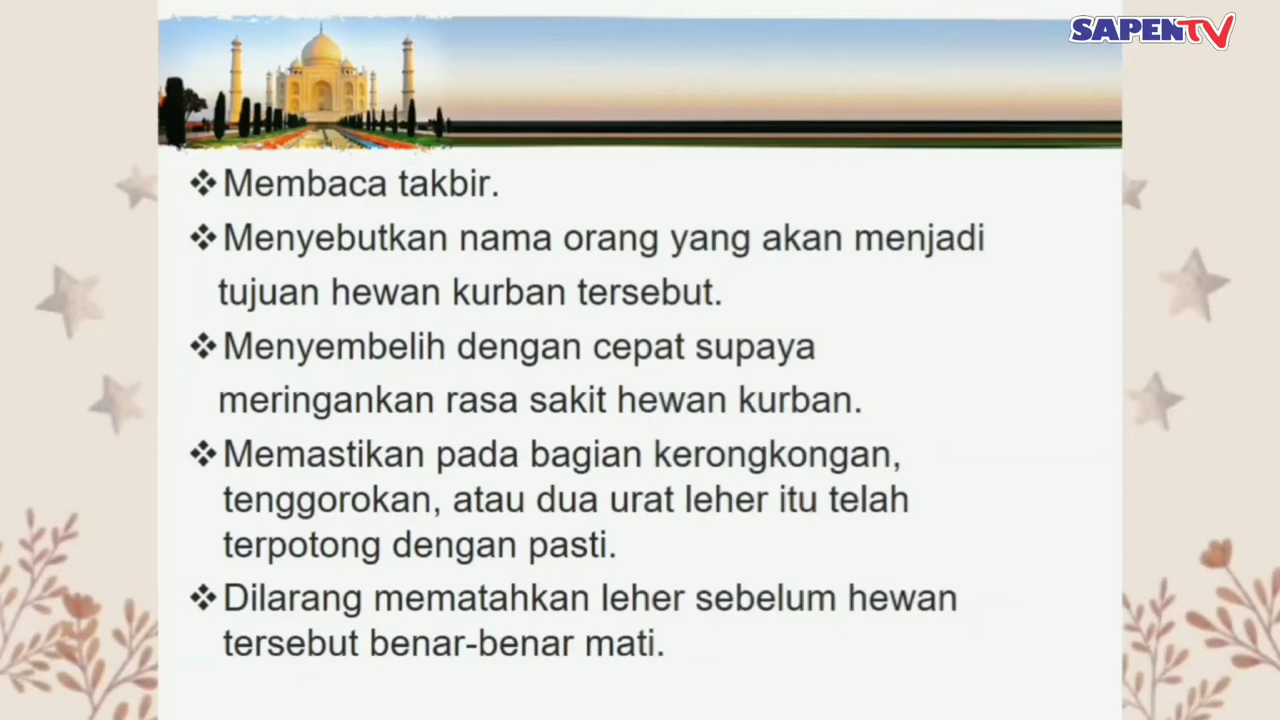 SAPENTV
❖Membaca takbir.
❖Menyebutkan nama orang yang akan menjadi
tujuan hewan kurban tersebut.
❖Menyembelih dengan cepat supaya
meringankan rasa sakit hewan kurban.
❖Memastikan pada bagian kerongkongan,
tenggorokan, atau dua urat leher itu telah
terpotong dengan pasti.
❖Dilarang mematahkan leher sebelum hewan
tersebut benar-benar mati.